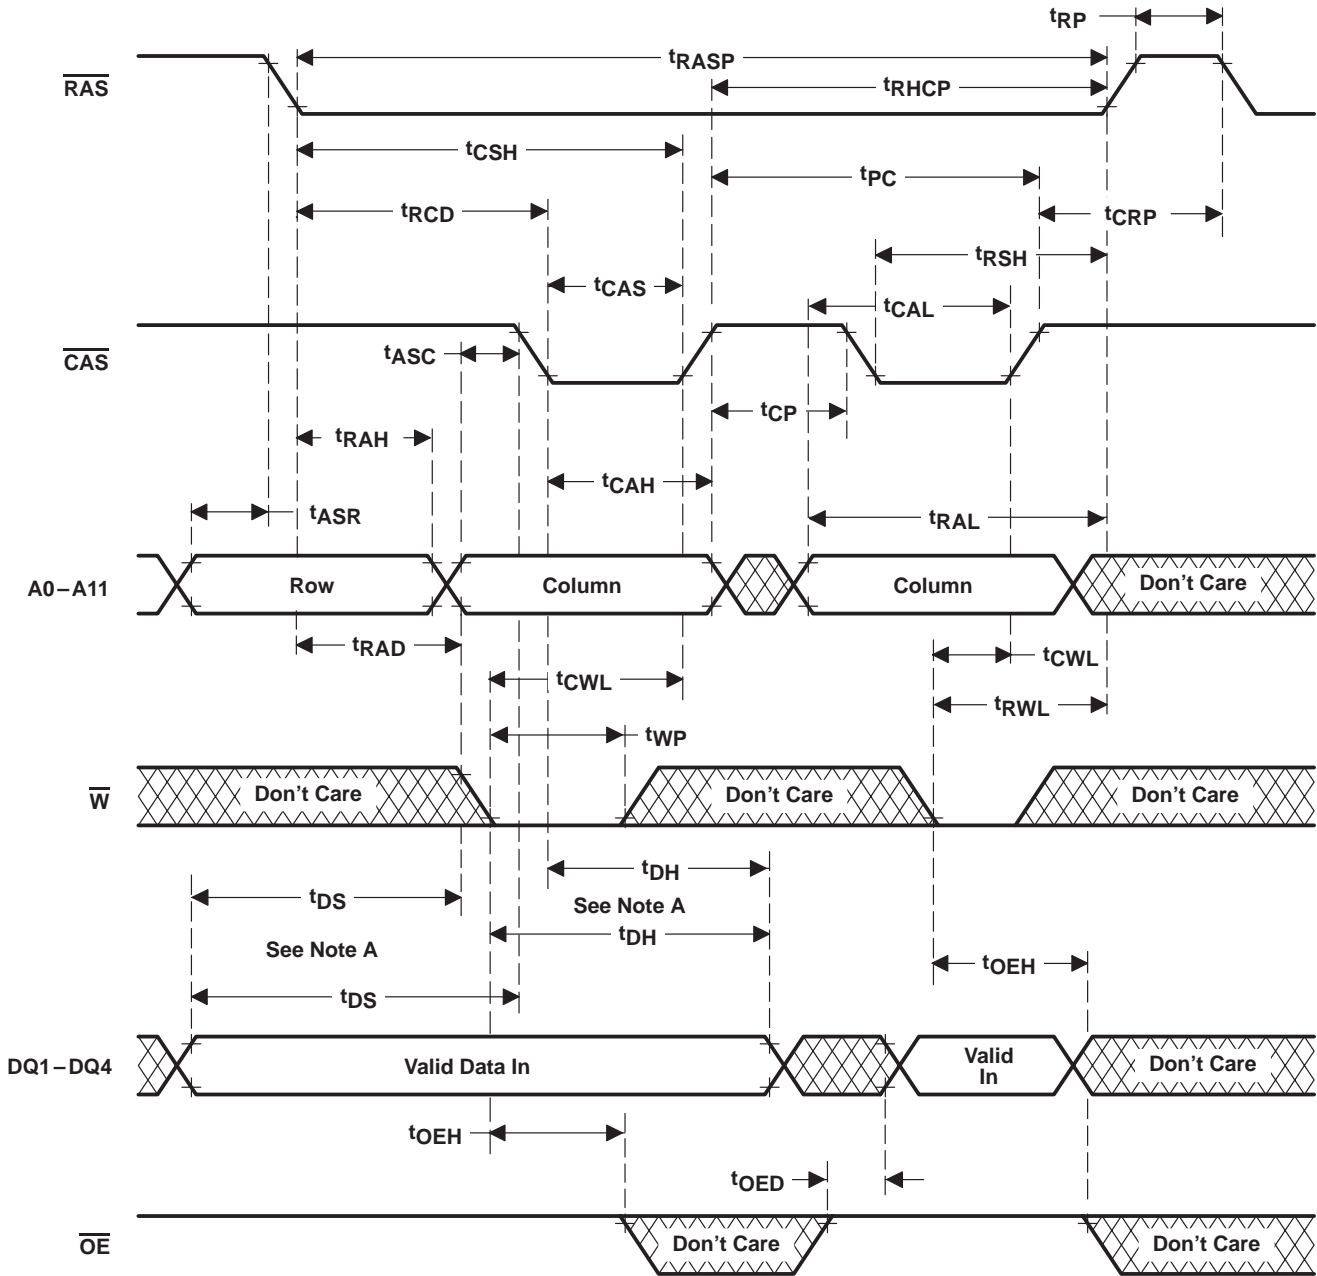 tRP
tRASP
RAS
tRHCP
tCSH
tPC
tRCD
tCRP
tRSH
tCAS
tCAL
CAS
tASC
tCP
tRAH
tCAH
tASR
tRAL
A0–A11
Row
Column
Column
Don't Care
tRAD
tCWL
tCWL
tRWL
tWP
W
Don't Care
Don't Care
Don't Care
tDH
tDS
See Note A
tDH
See Note A
tOEH
tDS
DQ1–DQ4
Valid Data In
Valid
In
Don't Care
tOEH
tOED
OE
Don't Care
Don't Care